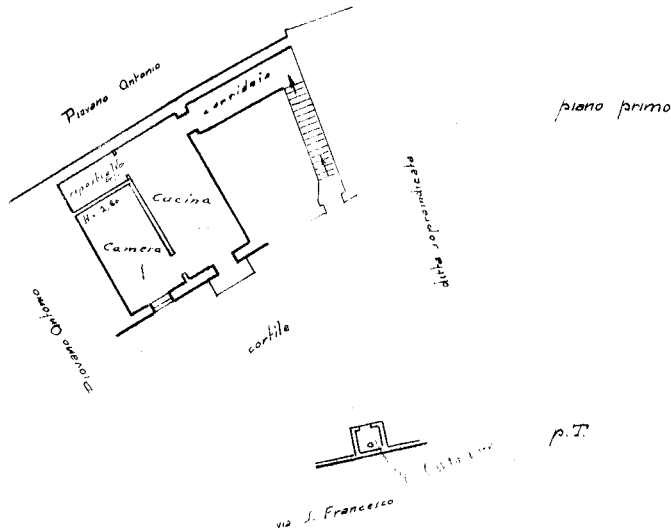 Piovano Antonio
corridoio
piano primo
ripostiglio
H. 2,80
Cucina
Camera
ditta sopraindicata
Piovano Antonio
cortile
p.T.
via S. Francesco